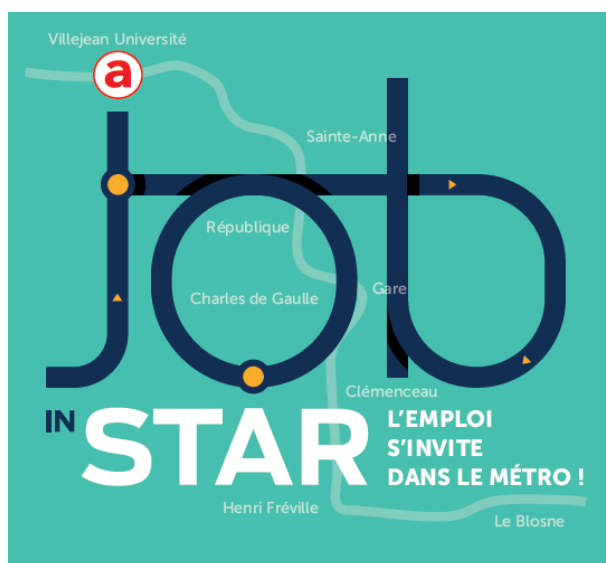 Villejean Université
a
Sainte-Anne
job
République
Charles de Gaulle
Gare
Clémenceau
IN STAR
L'EMPLOI
S'INVITE
DANS LE MÉTRO !
Henri Fréville
Le Blosne